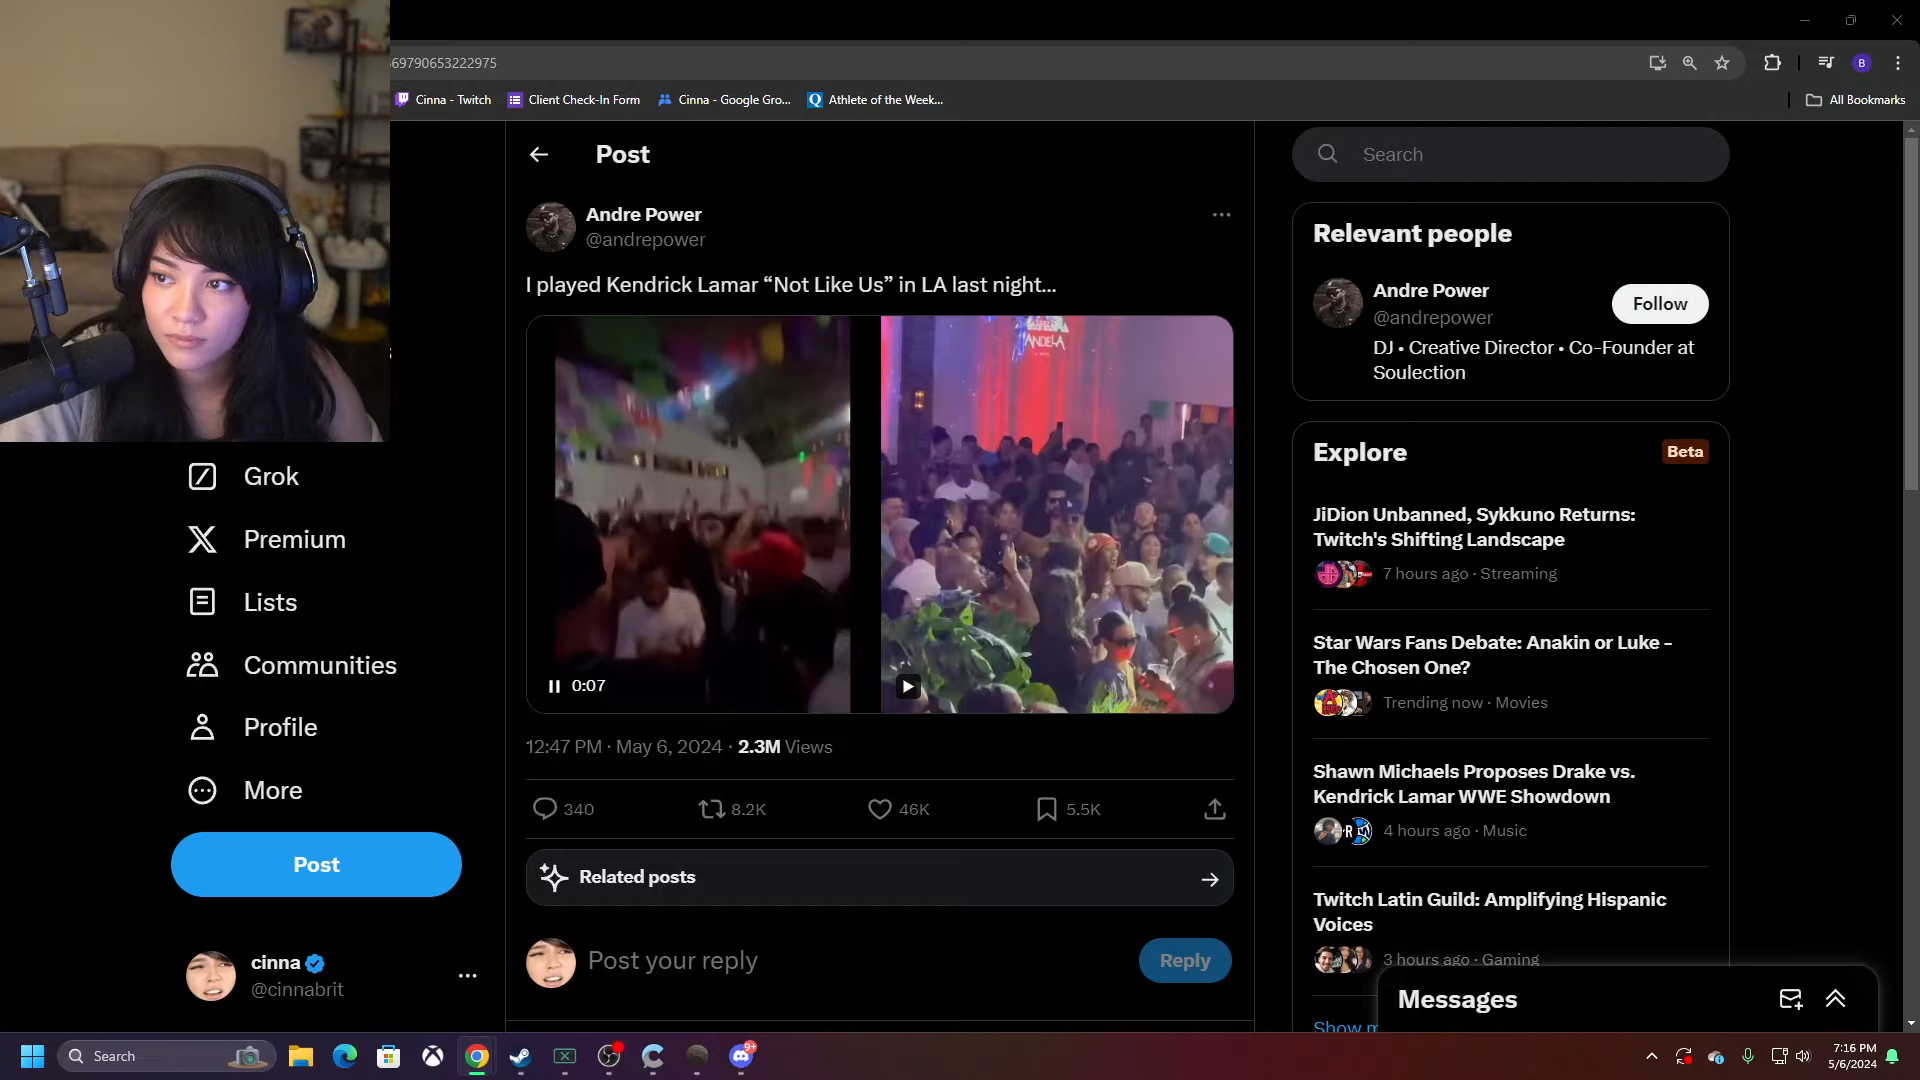 69790653222975
Cinna - Twitch
Client Check-In Form
Cinna - Google Gro...
Athlete of the Week...
All Bookmarks
B
Post
Search
Andre Power
@andrepower
I played Kendrick Lamar “Not Like Us” in LA last night...
ANDELA
0:07
12:47 PM · May 6, 2024 · 2.3M Views
340
8.2K
46K
5.5K
Related posts
Post your reply
Reply
Relevant people
Andre Power
@andrepower
Follow
DJ • Creative Director • Co-Founder at
Soulection
Explore
Beta
JiDion Unbanned, Sykkuno Returns:
Twitch's Shifting Landscape
7 hours ago · Streaming
Star Wars Fans Debate: Anakin or Luke –
The Chosen One?
Trending now · Movies
Shawn Michaels Proposes Drake vs.
Kendrick Lamar WWE Showdown
4 hours ago · Music
Twitch Latin Guild: Amplifying Hispanic
Voices
3 hours ago · Gaming
Show m
Messages
Grok
Premium
Lists
Communities
Profile
More
Post
cinna
@cinnabrit
Search
9+
7:16 PM
5/6/2024